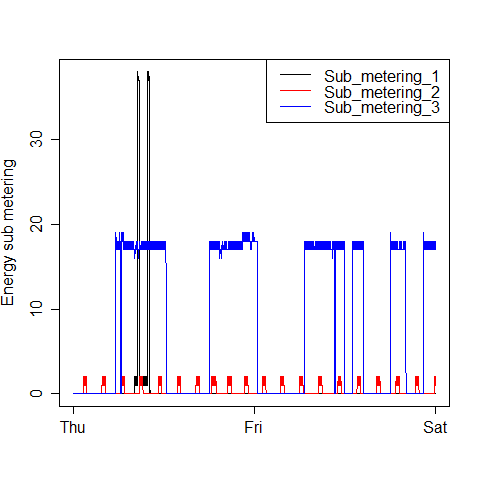 Sub_metering_1
Sub_metering_2
Sub_metering_3
Energy sub metering
30
20
10
0
Thu Fri Sat